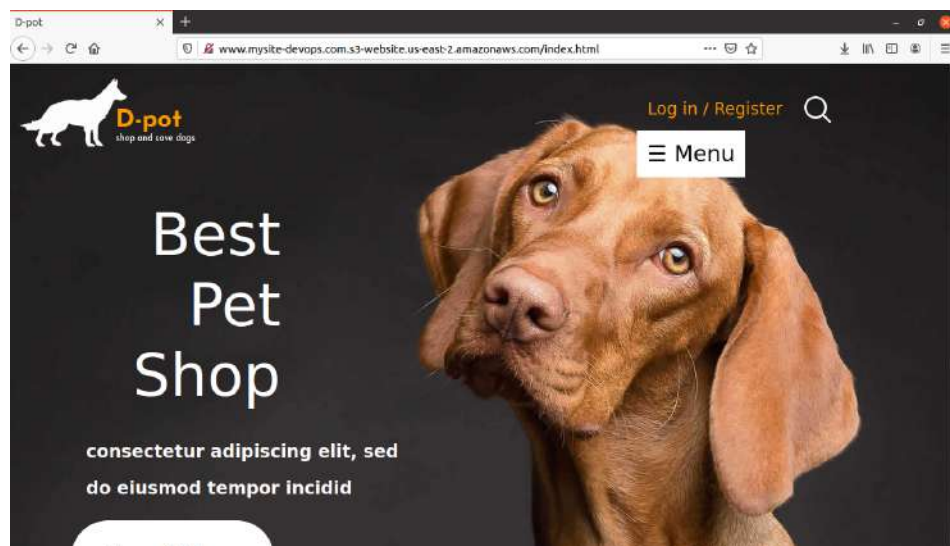 D-pot
www.mysite-devops.com.s3-website.us-east-2.amazonaws.com/index.html
D-pot
shop and love dogs
Log in / Register
☰ Menu
Best
Pet
Shop
consectetur adipiscing elit, sed
do eiusmod tempor incidid